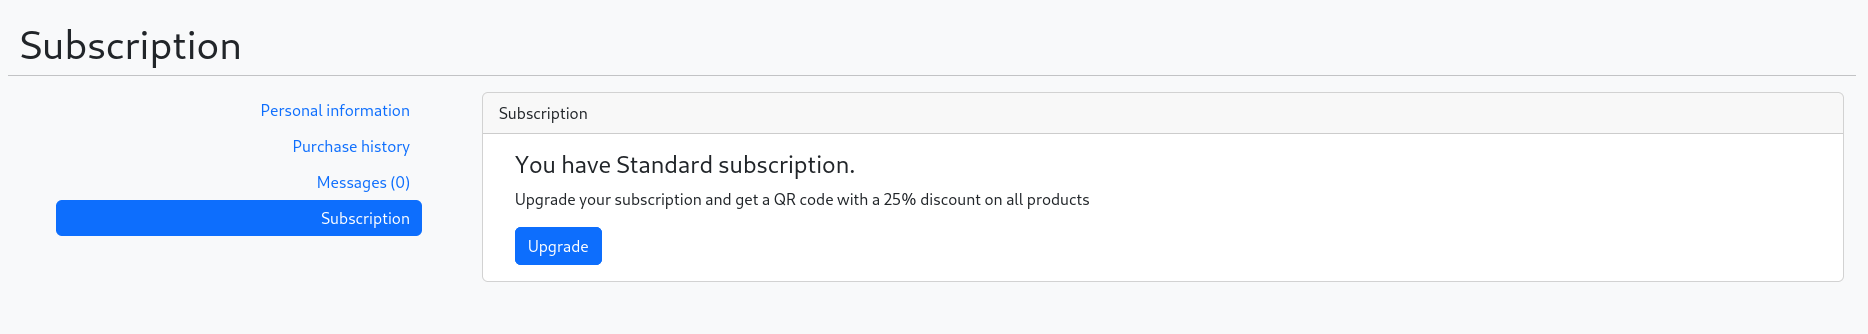 Subscription
Personal information
Purchase history
Messages (0)
Subscription
Subscription
You have Standard subscription.
Upgrade your subscription and get a QR code with a 25% discount on all products
Upgrade